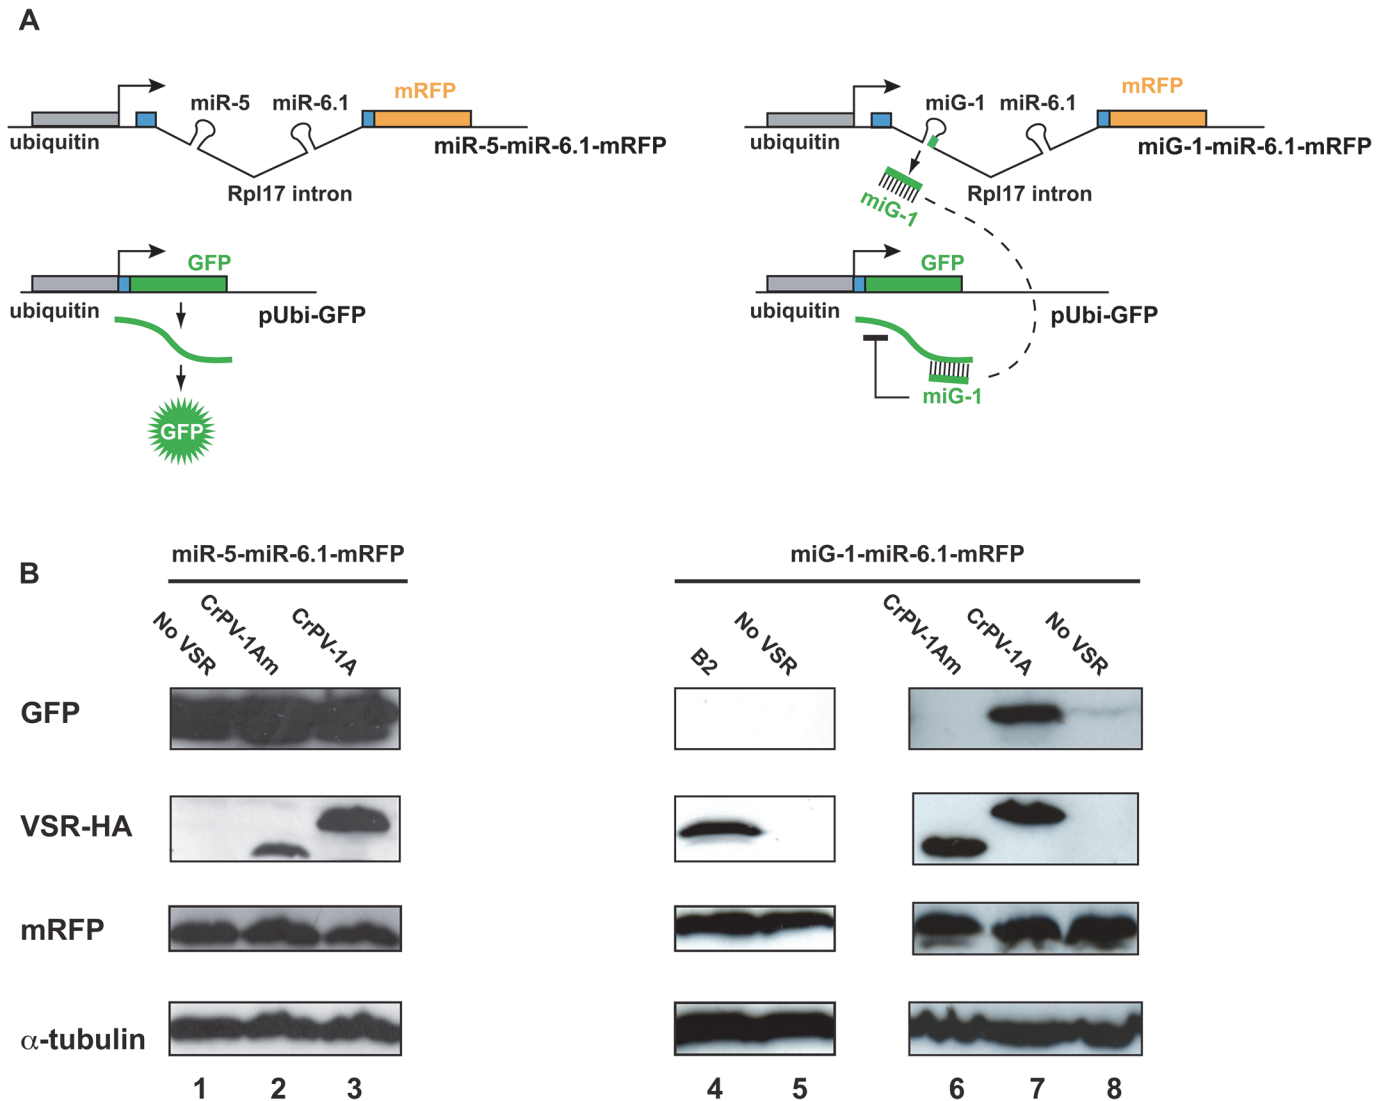 A
miR-5 miR-6.1 mRFP
ubiquitin
miR-5-miR-6.1-mRFP
Rpl17 intron
GFP
ubiquitin
pUbi-GFP
GFP
miG-1 miR-6.1 mRFP
ubiquitin
miG-1-miR-6.1-mRFP
Rpl17 intron
miG-1
GFP
ubiquitin
pUbi-GFP
miG-1
B
miR-5-miR-6.1-mRFP miG-1-miR-6.1-mRFP
No VSR CrPV-1Am CrPV-1A B2 No VSR CrPV-1Am CrPV-1A No VSR
GFP
VSR-HA
mRFP
α-tubulin
1 2 3 4 5 6 7 8